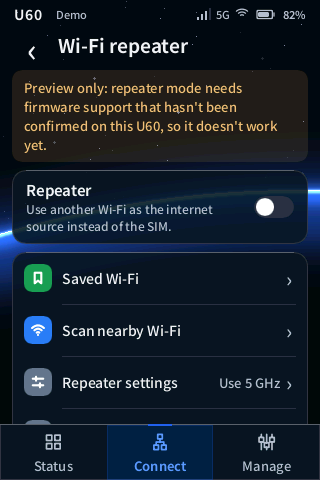 U60 Demo 5G 82%
Wi-Fi repeater
Preview only: repeater mode needs
firmware support that hasn't been
confirmed on this U60, so it doesn't work
yet.
Repeater
Use another Wi-Fi as the internet
source instead of the SIM.
Saved Wi-Fi
Scan nearby Wi-Fi
Repeater settings Use 5 GHz
Status Connect Manage